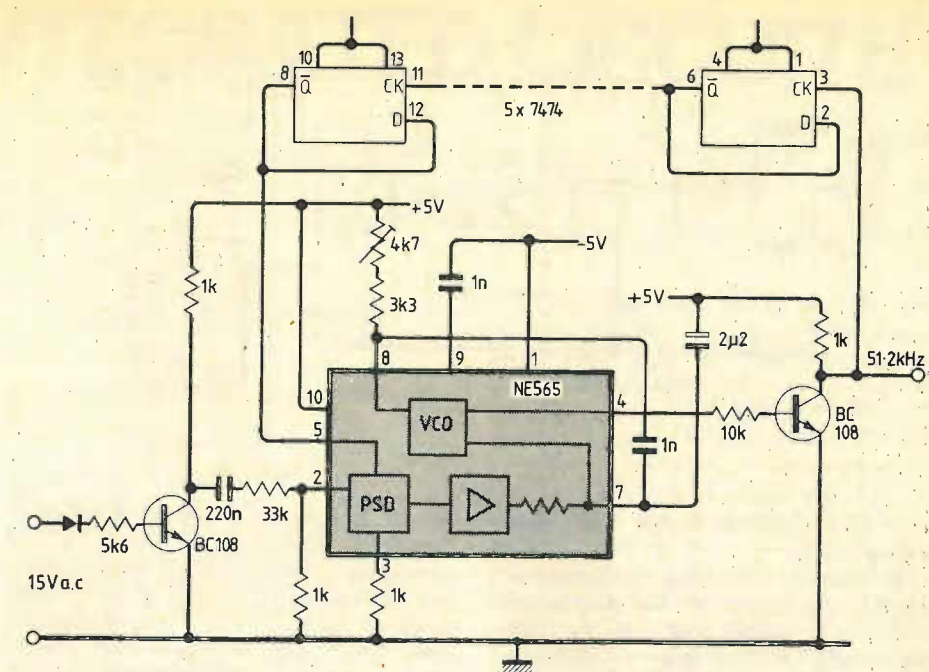 10 13
8 Q̅ CK 11
D 12
5 x 7474
4 1
6 Q̅ CK 3
D 2
+5V
4k7
1k
3k3
1n
-5V
+5V
2µ2
1k
51·2kHz
8 9 1
NE565
10
VCO
4
10k
BC
108
5
1n
2
PSD
7
220n 33k
5k6
BC108
3
15V a.c
1k
1k